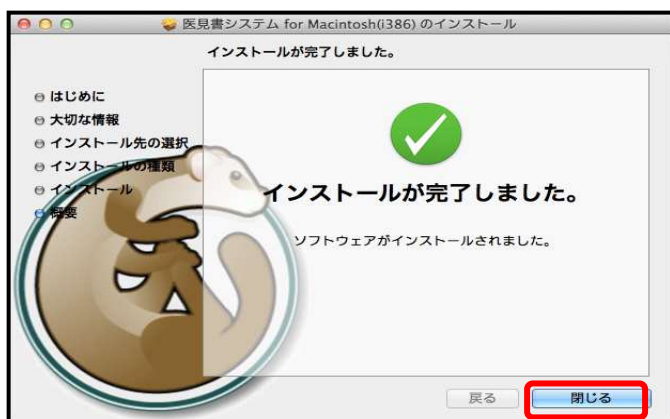 医見書システム for Macintosh(i386) のインストール
インストールが完了しました。
はじめに
大切な情報
インストール先の選択
インストールの種類
インストール
概要
インストールが完了しました。
ソフトウェアがインストールされました。
戻る
閉じる